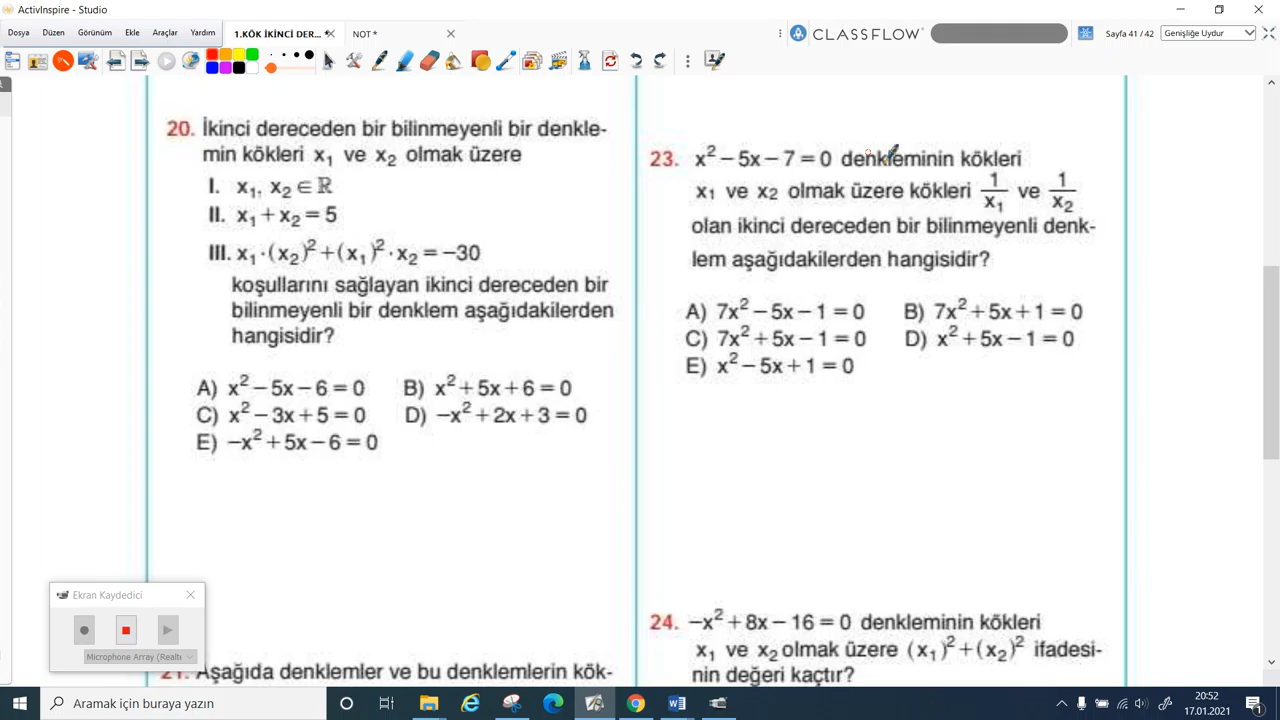 ActivInspire - Studio
Dosya Düzen Görünüm Ekle Araçlar Yardım
1.KÖK İKİNCİ DER...
NOT *
CLASSFLOW
Sayfa 41 / 42
Genişliğe Uydur
20. İkinci dereceden bir bilinmeyenli bir denkle-
min kökleri x₁ ve x₂ olmak üzere
I. x₁, x₂ ∈ ℝ
II. x₁ + x₂ = 5
III. x₁ · (x₂)² + (x₁)² · x₂ = −30
koşullarını sağlayan ikinci dereceden bir
bilinmeyenli bir denklem aşağıdakilerden
hangisidir?
A) x² − 5x − 6 = 0 B) x² + 5x + 6 = 0
C) x² − 3x + 5 = 0 D) −x² + 2x + 3 = 0
E) −x² + 5x − 6 = 0
Ekran Kaydedici
Microphone Array (Realte
Aşağıda denklemler ve bu denklemlerin kök-
23. x² − 5x − 7 = 0 denkleminin kökleri
x₁ ve x₂ olmak üzere kökleri 1/x₁ ve 1/x₂
olan ikinci dereceden bir bilinmeyenli denk-
lem aşağıdakilerden hangisidir?
A) 7x² − 5x − 1 = 0 B) 7x² + 5x + 1 = 0
C) 7x² + 5x − 1 = 0 D) x² + 5x − 1 = 0
E) x² − 5x + 1 = 0
24. −x² + 8x − 16 = 0 denkleminin kökleri
x₁ ve x₂ olmak üzere (x₁)² + (x₂)² ifadesi-
nin değeri kaçtır?
Aramak için buraya yazın
20:52
17.01.2021